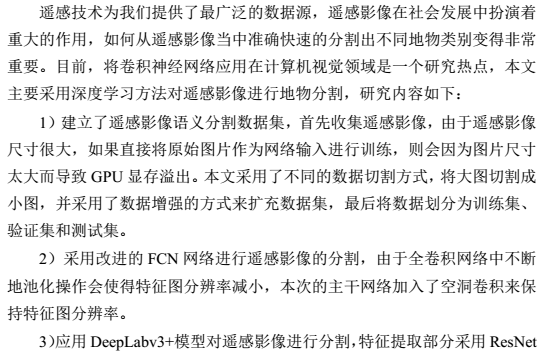 遥感技术为我们提供了最广泛的数据源，遥感影像在社会发展中扮演着
重大的作用，如何从遥感影像当中准确快速的分割出不同地物类别变得非常
重要。目前，将卷积神经网络应用在计算机视觉领域是一个研究热点，本文
主要采用深度学习方法对遥感影像进行地物分割，研究内容如下：
1）建立了遥感影像语义分割数据集，首先收集遥感影像，由于遥感影像
尺寸很大，如果直接将原始图片作为网络输入进行训练，则会因为图片尺寸
太大而导致 GPU 显存溢出。本文采用了不同的数据切割方式，将大图切割成
小图，并采用了数据增强的方式来扩充数据集，最后将数据划分为训练集、
验证集和测试集。
2）采用改进的 FCN 网络进行遥感影像的分割，由于全卷积网络中不断
地池化操作会使得特征图分辨率减小，本次的主干网络加入了空洞卷积来保
持特征图分辨率。
3)应用 DeepLabv3+模型对遥感影像进行分割，特征提取部分采用 ResNet